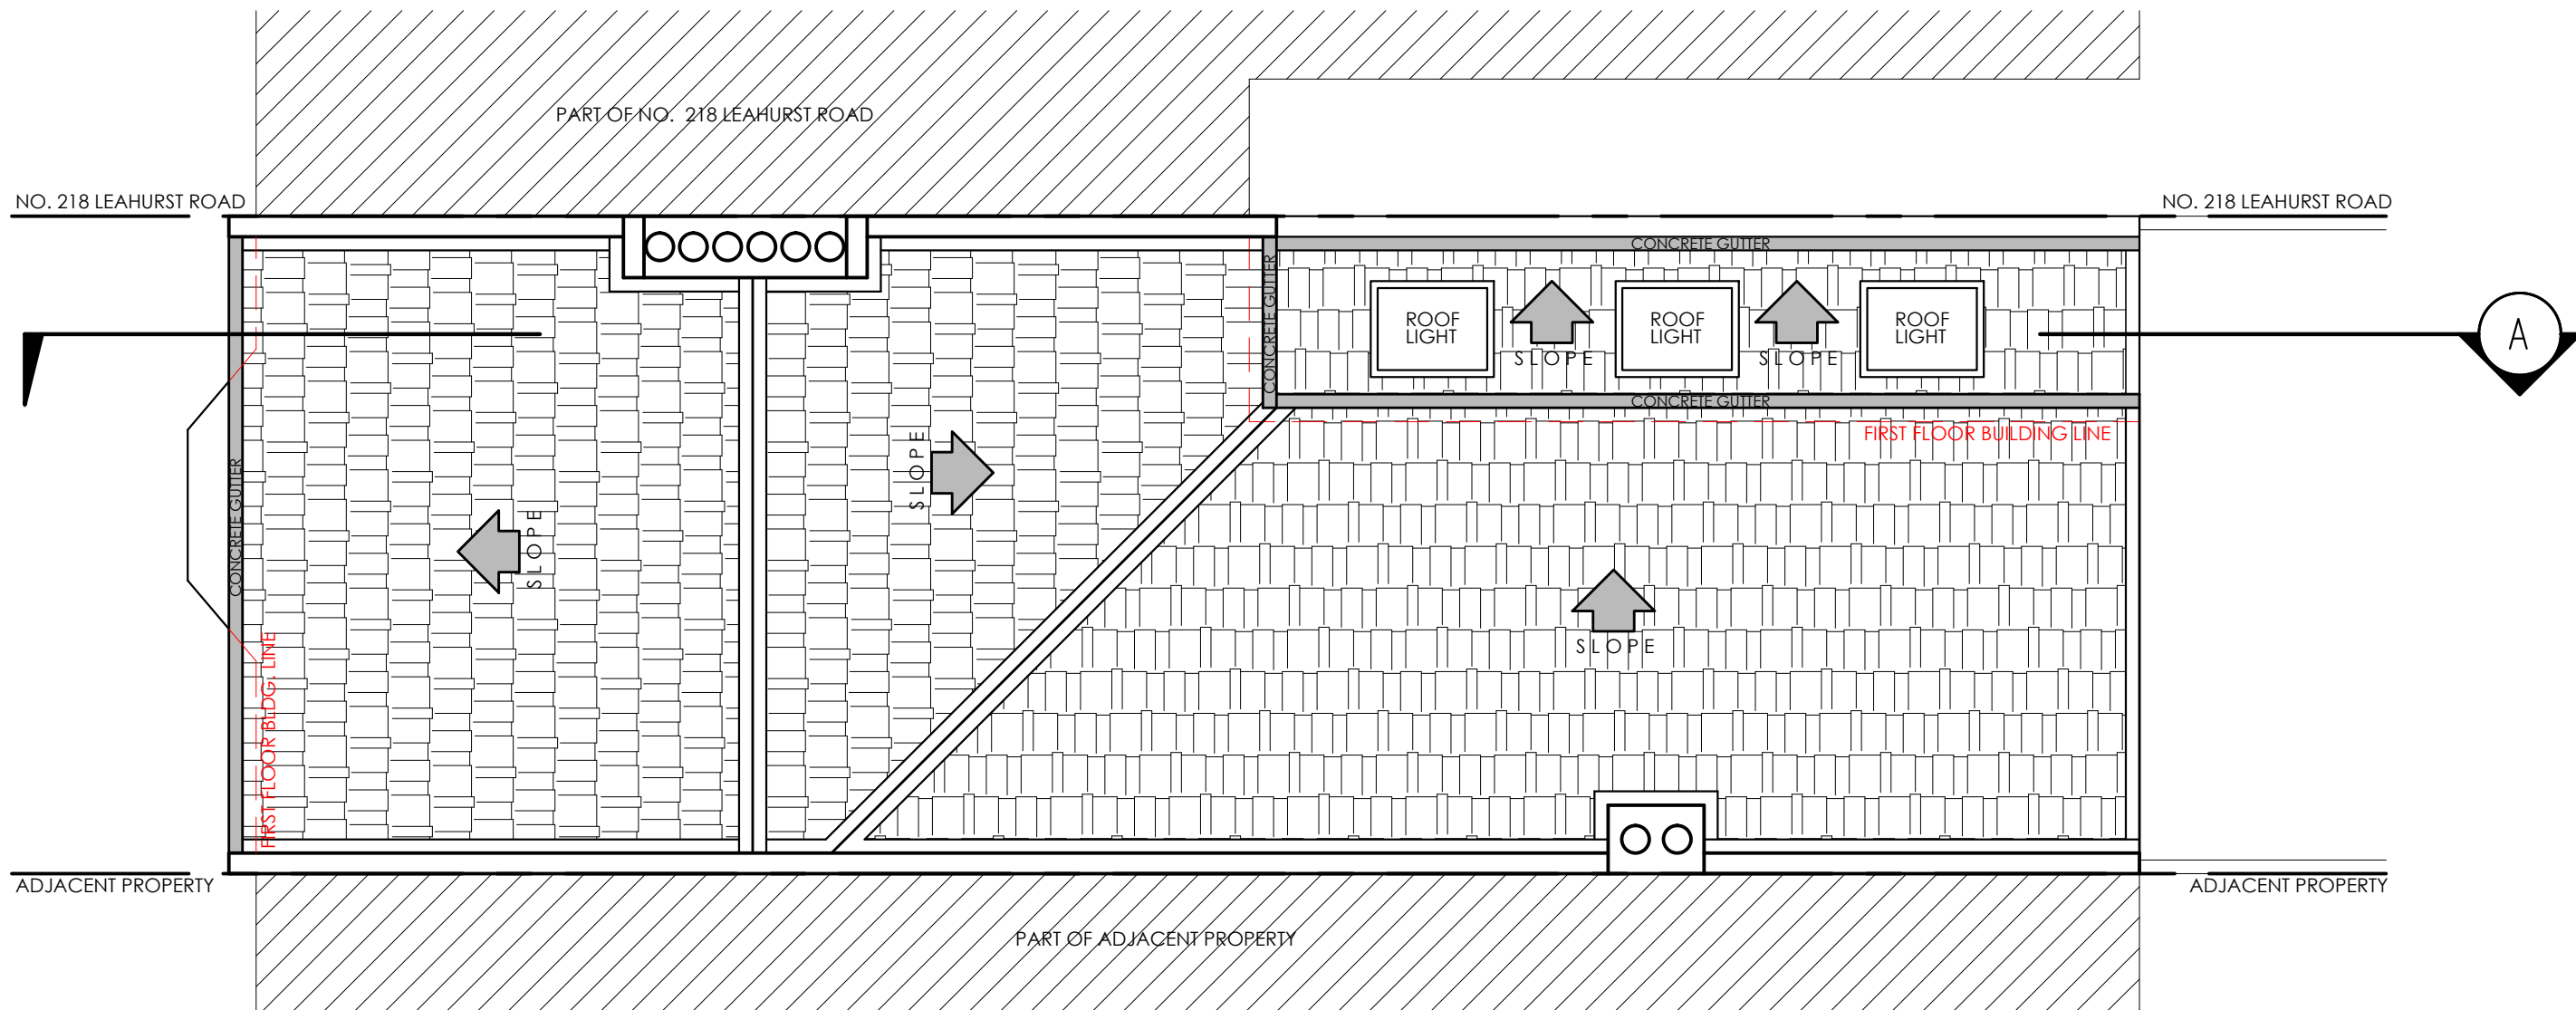 PART OF NO. 218 LEAHURST ROAD
NO. 218 LEAHURST ROAD
NO. 218 LEAHURST ROAD
CONCRETE GUTTER
CONCRETE GUTTER
ROOF
LIGHT
ROOF
LIGHT
ROOF
LIGHT
SLOPE
SLOPE
A
CONCRETE GUTTER
FIRST FLOOR BUILDING LINE
SLOPE
CONCRETE GUTTER
SLOPE
SLOPE
FIRST FLOOR BLDG. LINE
ADJACENT PROPERTY
ADJACENT PROPERTY
PART OF ADJACENT PROPERTY